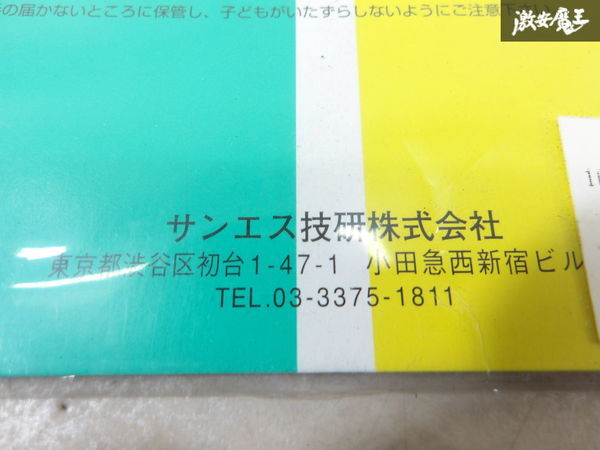 の届かないところに保管し、子どもがいたずらしないようにご注意下さい。
激安魔王
サンエス技研株式会社
東京都渋谷区初台1-47-1 小田急西新宿ビル
TEL.03-3375-1811